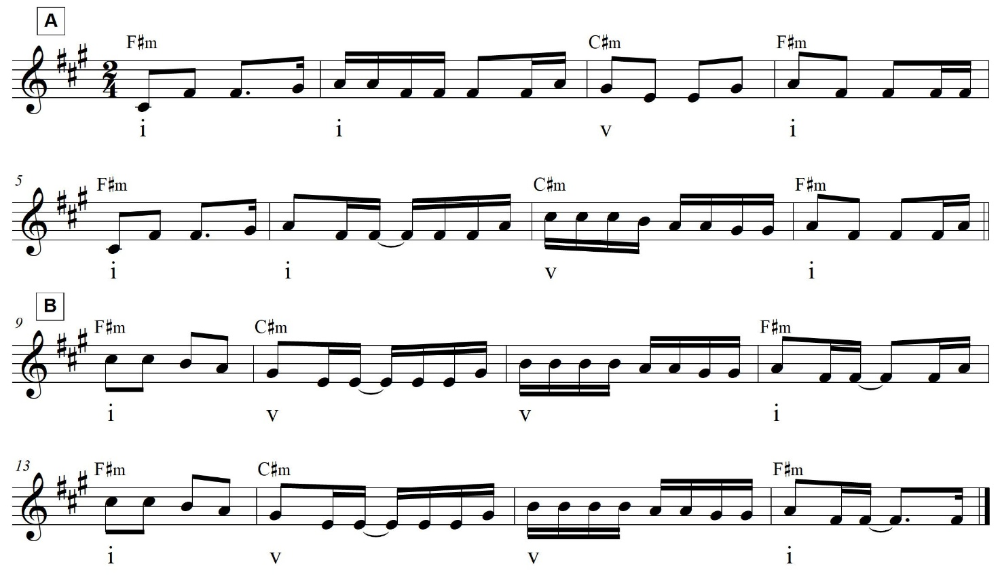 A
F♯m C♯m F♯m
2
4
i i v i
5
F♯m C♯m F♯m
i i v i
B
9
F♯m C♯m F♯m
i v v i
13
F♯m C♯m F♯m
i v v i